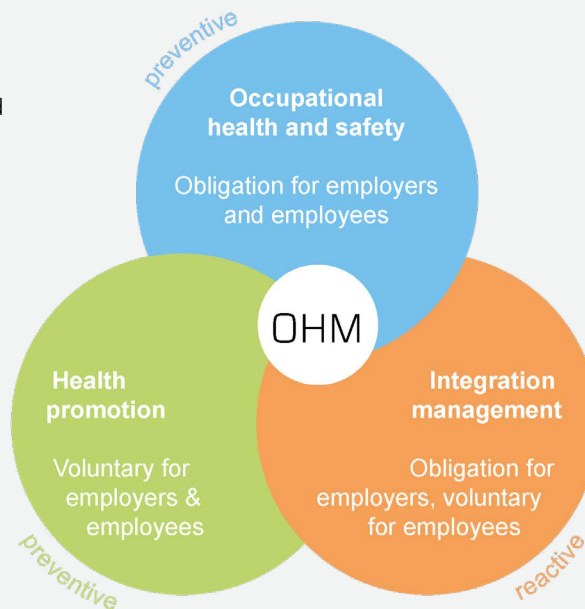 preventive
Occupational
health and safety
Obligation for employers
and employees
OHM
Health
promotion
Voluntary for
employers &
employees
preventive
Integration
management
Obligation for
employers, voluntary
for employees
reactive